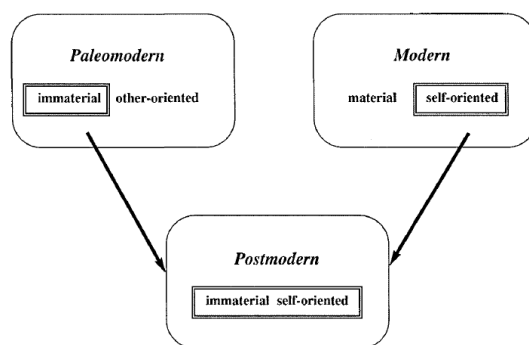 Paleomodern
immaterial other-oriented
Modern
material self-oriented
Postmodern
immaterial self-oriented